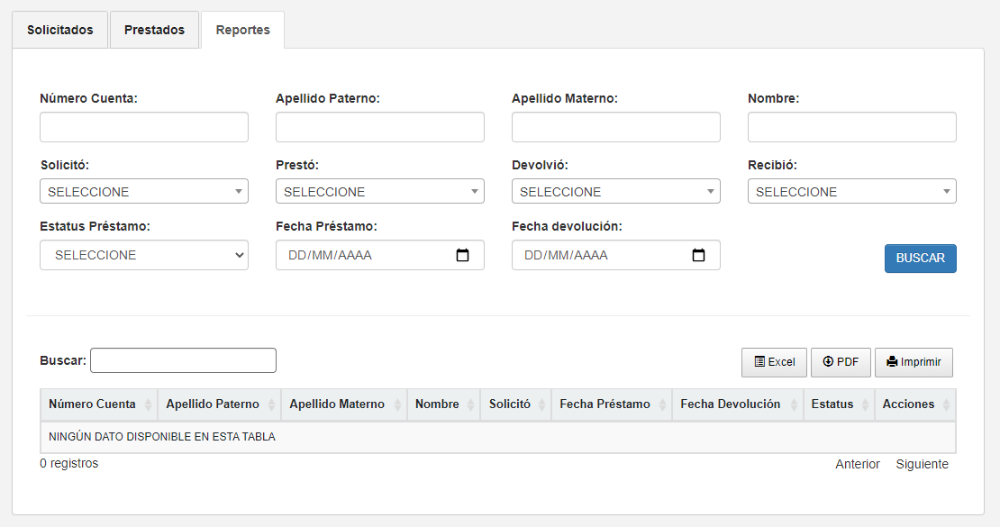 Solicitados Prestados Reportes
Número Cuenta: Apellido Paterno: Apellido Materno: Nombre:
Solicitó: Prestó: Devolvió: Recibió:
SELECCIONE SELECCIONE SELECCIONE SELECCIONE
Estatus Préstamo: Fecha Préstamo: Fecha devolución:
SELECCIONE DD/MM/AAAA DD/MM/AAAA BUSCAR
Buscar: Excel PDF Imprimir
Número Cuenta Apellido Paterno Apellido Materno Nombre Solicitó Fecha Préstamo Fecha Devolución Estatus Acciones
NINGÚN DATO DISPONIBLE EN ESTA TABLA
0 registros Anterior Siguiente